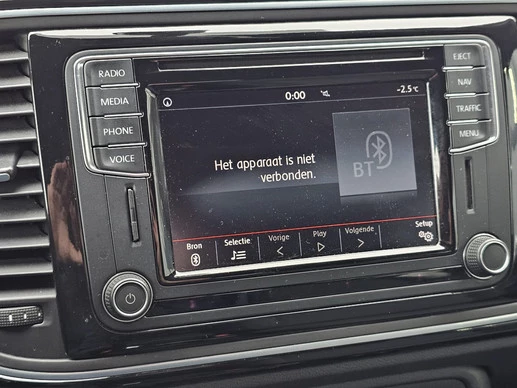 RADIO
MEDIA
PHONE
VOICE
EJECT
NAV
TRAFFIC
MENU
0:00
-2.5°C
Het apparaat is niet
verbonden.
BT
Bron
Selectie
Vorige
Play
Volgende
Setup